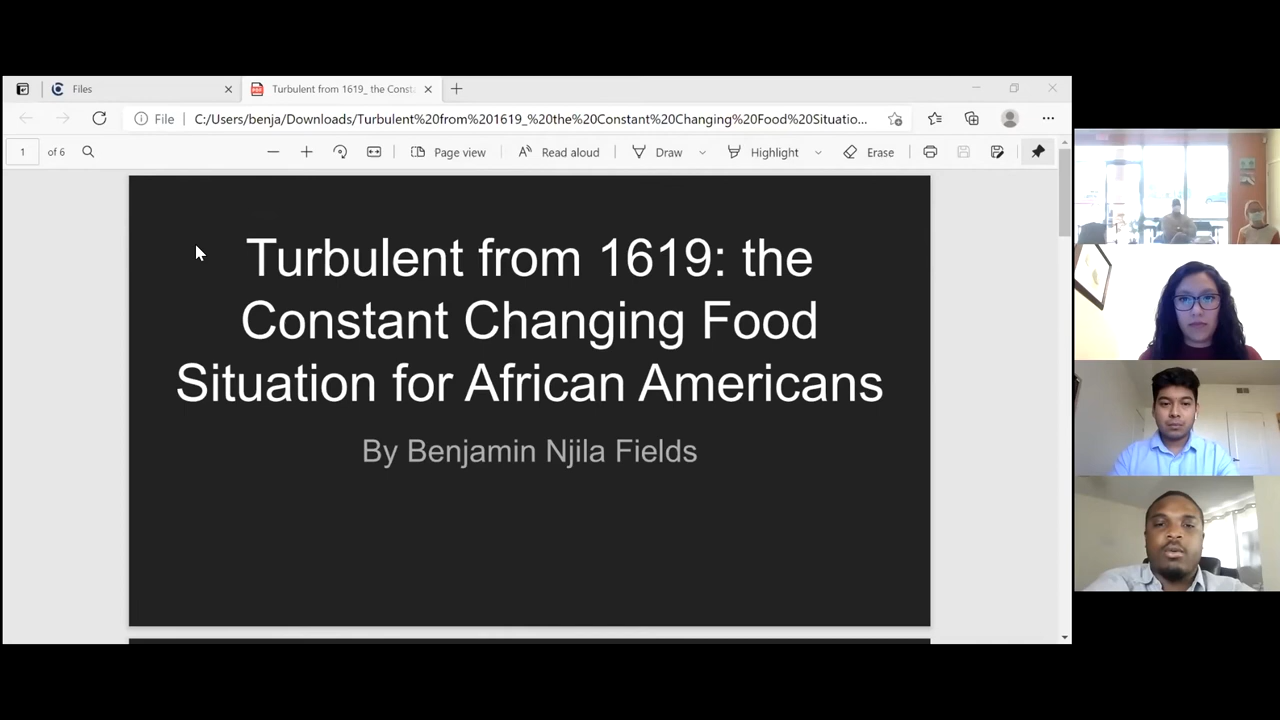 Files
Turbulent from 1619_ the Consta
File
C:/Users/benja/Downloads/Turbulent%20from%201619_%20the%20Constant%20Changing%20Food%20Situatio...
1
of 6
Page view
Read aloud
Draw
Highlight
Erase
Turbulent from 1619: the
Constant Changing Food
Situation for African Americans
By Benjamin Njila Fields